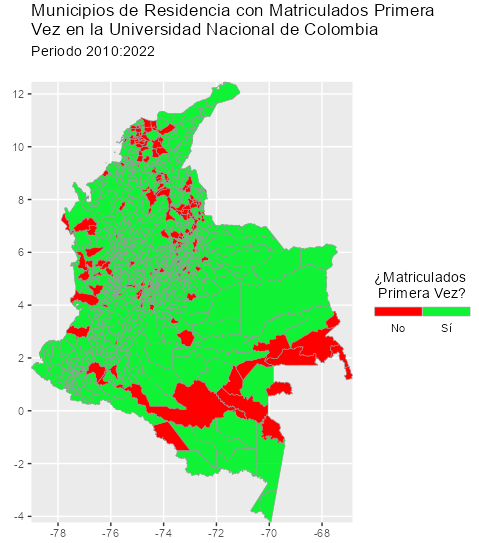 Municipios de Residencia con Matriculados Primera
Vez en la Universidad Nacional de Colombia
Periodo 2010:2022
12
10
8
6
4
2
0
-2
-4
-78
-76
-74
-72
-70
-68
¿Matriculados
Primera Vez?
No
Sí